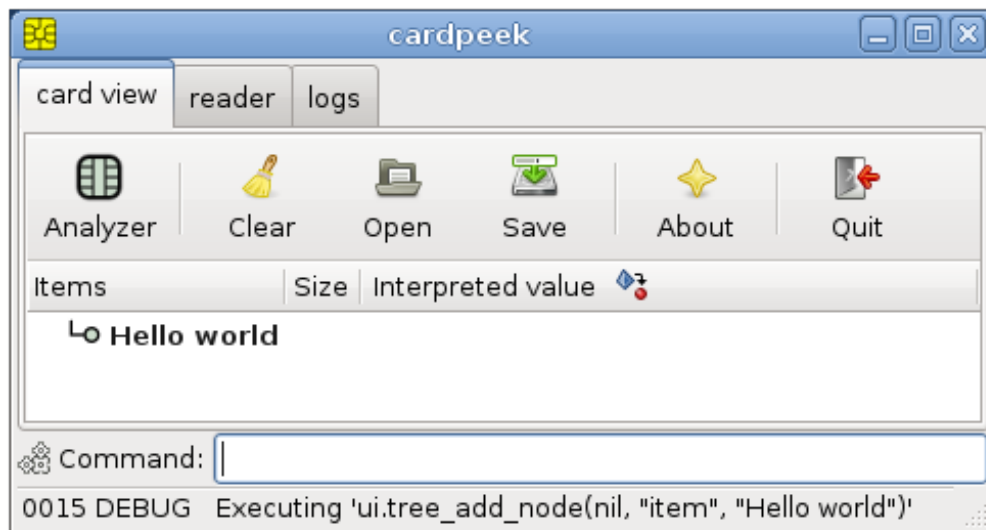 cardpeek
card view reader logs
Analyzer Clear Open Save About Quit
Items Size Interpreted value
Hello world
Command:
0015 DEBUG Executing 'ui.tree_add_node(nil, "item", "Hello world")'